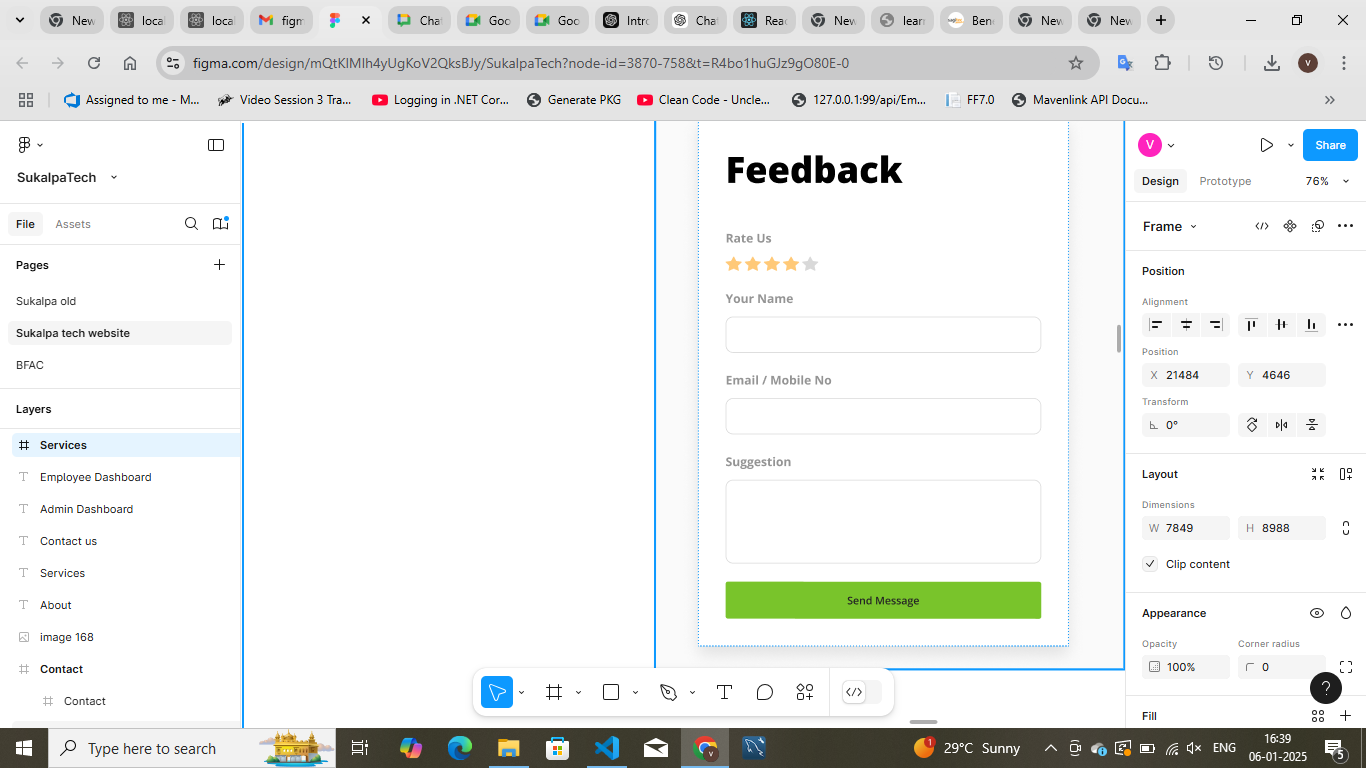 New
local
local
figm
Chat
Goo
Goo
Intro
Chat
Reac
New
lear
Ben
New
New
figma.com/design/mQtKlMIh4yUgKoV2QksBJy/SukalpaTech?node-id=3870-758&t=R4bo1huGJz9gO80E-0
V
Assigned to me - M...
Video Session 3 Tra...
Logging in .NET Cor...
Generate PKG
Clean Code - Uncle...
127.0.0.1:99/api/Em...
FF7.0
Mavenlink API Docu...
SukalpaTech
File
Assets
Pages
Sukalpa old
Sukalpa tech website
BFAC
Layers
Services
Employee Dashboard
Admin Dashboard
Contact us
Services
About
image 168
Contact
Contact
Feedback
Rate Us
Your Name
Email / Mobile No
Suggestion
Send Message
V
Share
Design
Prototype
76%
Frame
Position
Alignment
Position
X 21484
Y 4646
Transform
0°
Layout
Dimensions
W 7849
H 8988
Clip content
Appearance
Opacity
Corner radius
100%
0
?
Fill
Type here to search
1
29°C Sunny
ENG
16:39
06-01-2025
5